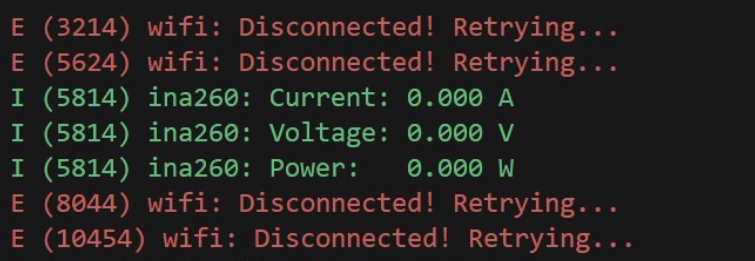 E (3214) wifi: Disconnected! Retrying...
E (5624) wifi: Disconnected! Retrying...
I (5814) ina260: Current: 0.000 A
I (5814) ina260: Voltage: 0.000 V
I (5814) ina260: Power:   0.000 W
E (8044) wifi: Disconnected! Retrying...
E (10454) wifi: Disconnected! Retrying...